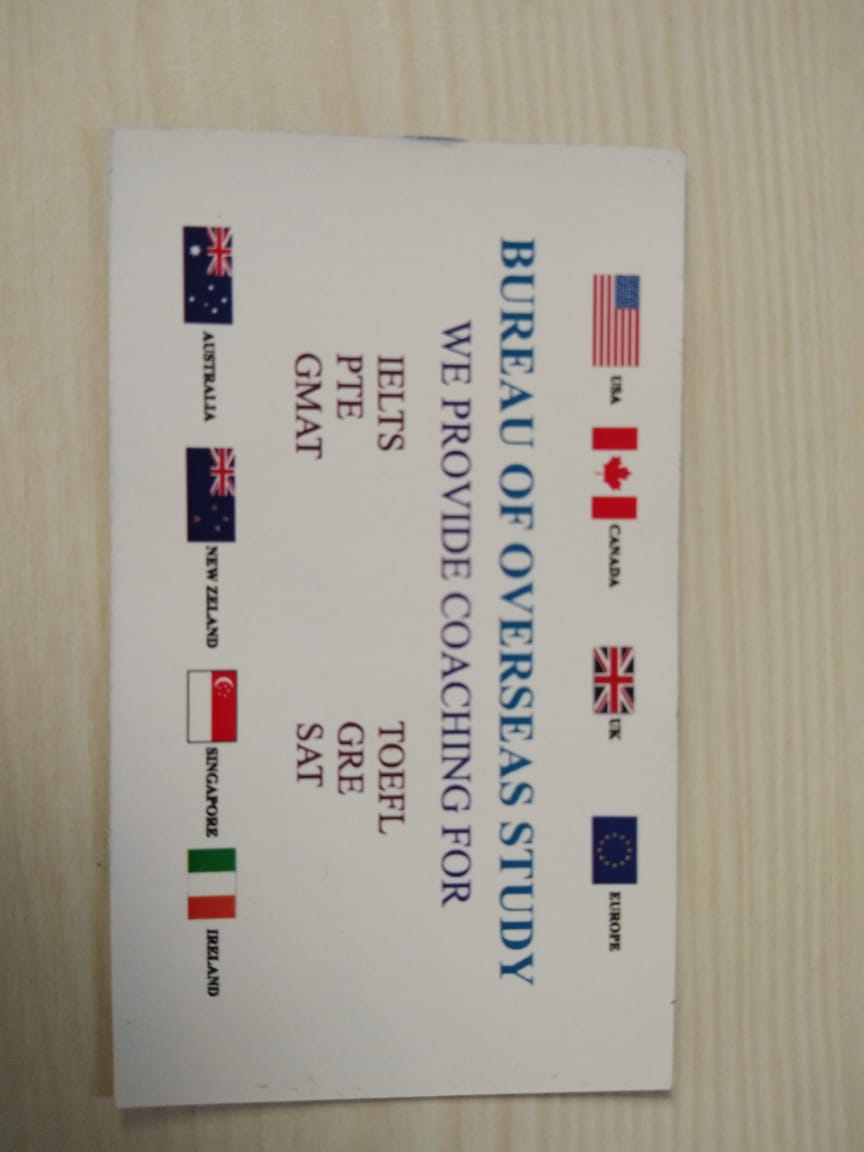 USA CANADA UK EUROPE
BUREAU OF OVERSEAS STUDY
WE PROVIDE COACHING FOR
IELTS TOEFL
PTE GRE
GMAT SAT
AUSTRALIA NEW ZELAND SINGAPORE IRELAND